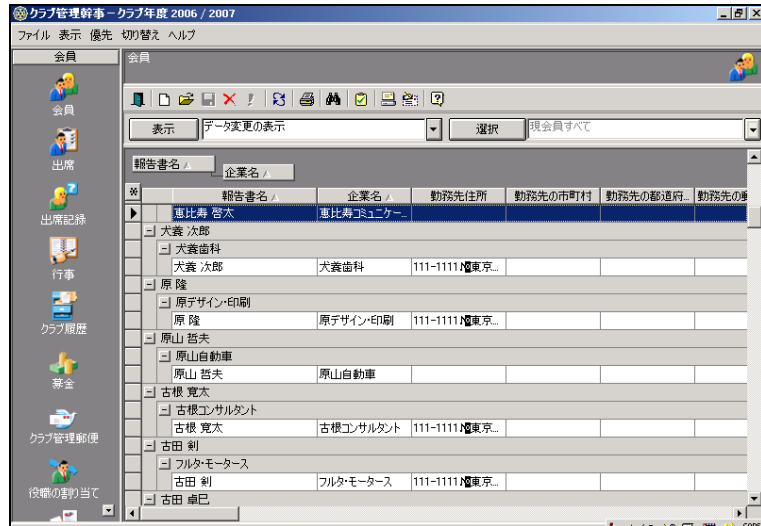 クラブ管理幹事－クラブ年度 2006 / 2007
ファイル 表示 優先 切り替え ヘルプ
会員
会員
会員
出席
出席記録
行事
クラブ履歴
募金
クラブ管理郵便
役職の割り当て
表示 データ変更の表示 選択 現会員すべて
報告書名
企業名
報告書名 企業名 勤務先住所 勤務先の市町村 勤務先の都道府... 勤務先の
恵比寿 啓太 恵比寿コミュニケー...
犬養 次郎
犬養歯科
犬養 次郎 犬養歯科 111-1111 東京...
原 隆
原デザイン・印刷
原 隆 原デザイン・印刷 111-1111 東京...
原山 哲夫
原山自動車
原山 哲夫 原山自動車
古根 寛太
古根コンサルタント
古根 寛太 古根コンサルタント 111-1111 東京...
古田 剣
フルタ・モータース
古田 剣 フルタ・モータース 111-1111 東京...
古田 卓巳